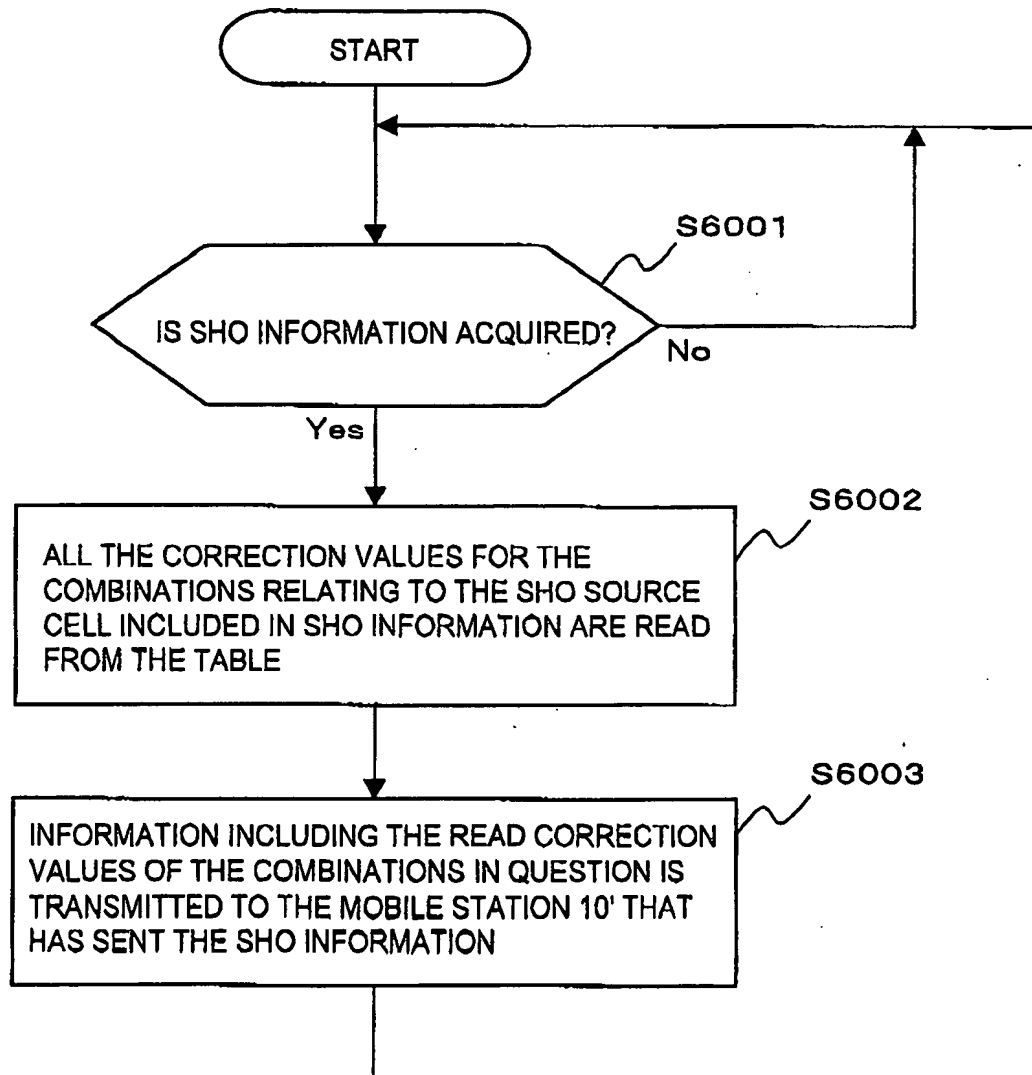 START
S6001
IS SHO INFORMATION ACQUIRED?
No
Yes
S6002
ALL THE CORRECTION VALUES FOR THE
COMBINATIONS RELATING TO THE SHO SOURCE
CELL INCLUDED IN SHO INFORMATION ARE READ
FROM THE TABLE
S6003
INFORMATION INCLUDING THE READ CORRECTION
VALUES OF THE COMBINATIONS IN QUESTION IS
TRANSMITTED TO THE MOBILE STATION 10' THAT
HAS SENT THE SHO INFORMATION